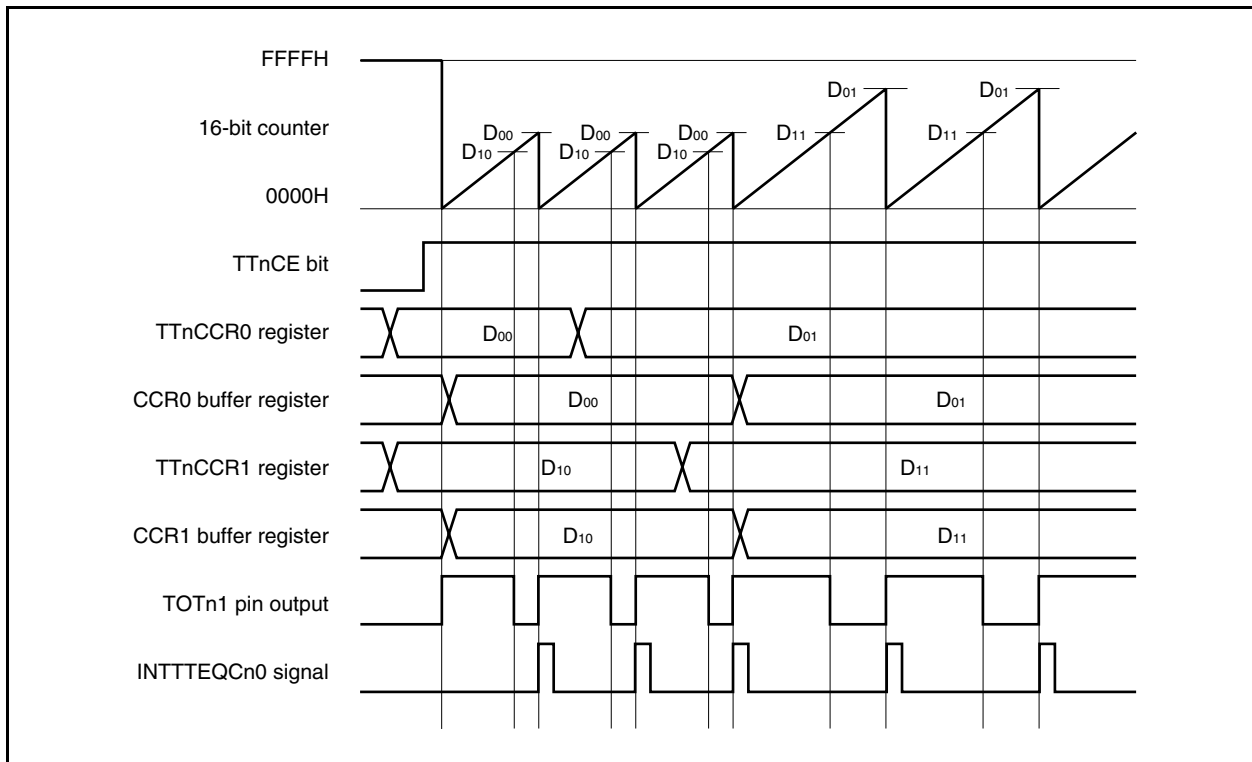 FFFFH
D01 D01
16-bit counter D00 D00 D00 D11 D11
D10 D10 D10
0000H
TTnCE bit
TTnCCR0 register D00 D01
CCR0 buffer register D00 D01
TTnCCR1 register D10 D11
CCR1 buffer register D10 D11
TOTn1 pin output
INTTTEQCn0 signal